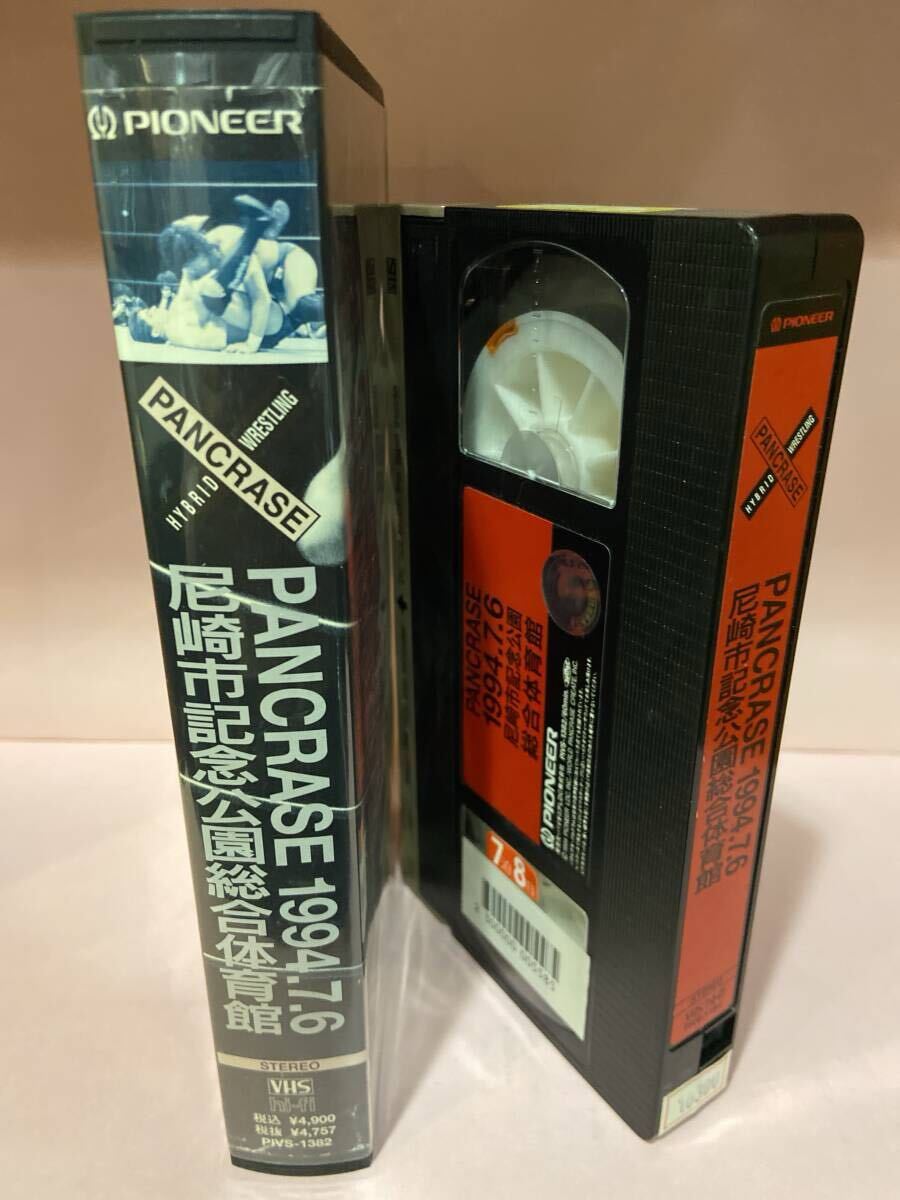 PIONEER
PANCRASE
HYBRID WRESTLING
PANCRASE 1994.7.6
尼崎市記念公園総合体育館
STEREO
VHS
hi-fi
税込 ¥4,900
税抜 ¥4,757
PIVS-1382
PANCRASE
1994.7.6
尼崎市記念公園
総合体育館
PIONEER
7 8
PIONEER
PANCRASE
HYBRID WRESTLING
PANCRASE 1994.7.6
尼崎市記念公園総合体育館
STEREO